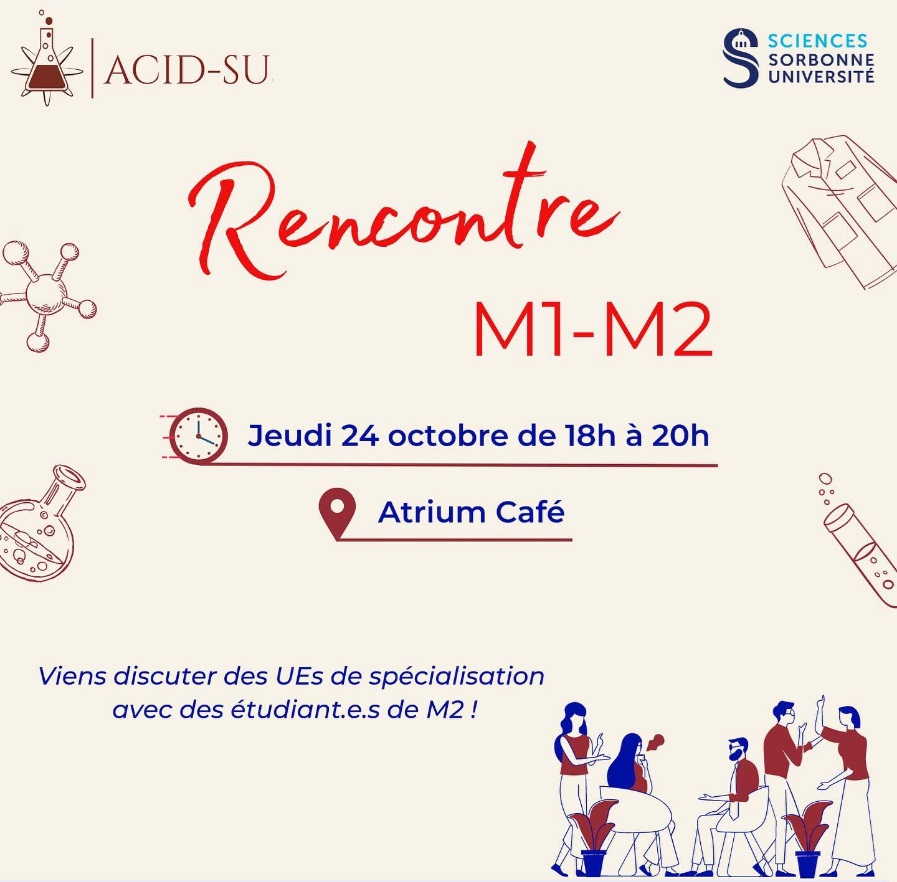 ACID-SU
SCIENCES
SORBONNE
UNIVERSITÉ
Rencontre
M1-M2
Jeudi 24 octobre de 18h à 20h
Atrium Café
Viens discuter des UEs de spécialisation
avec des étudiant.e.s de M2 !